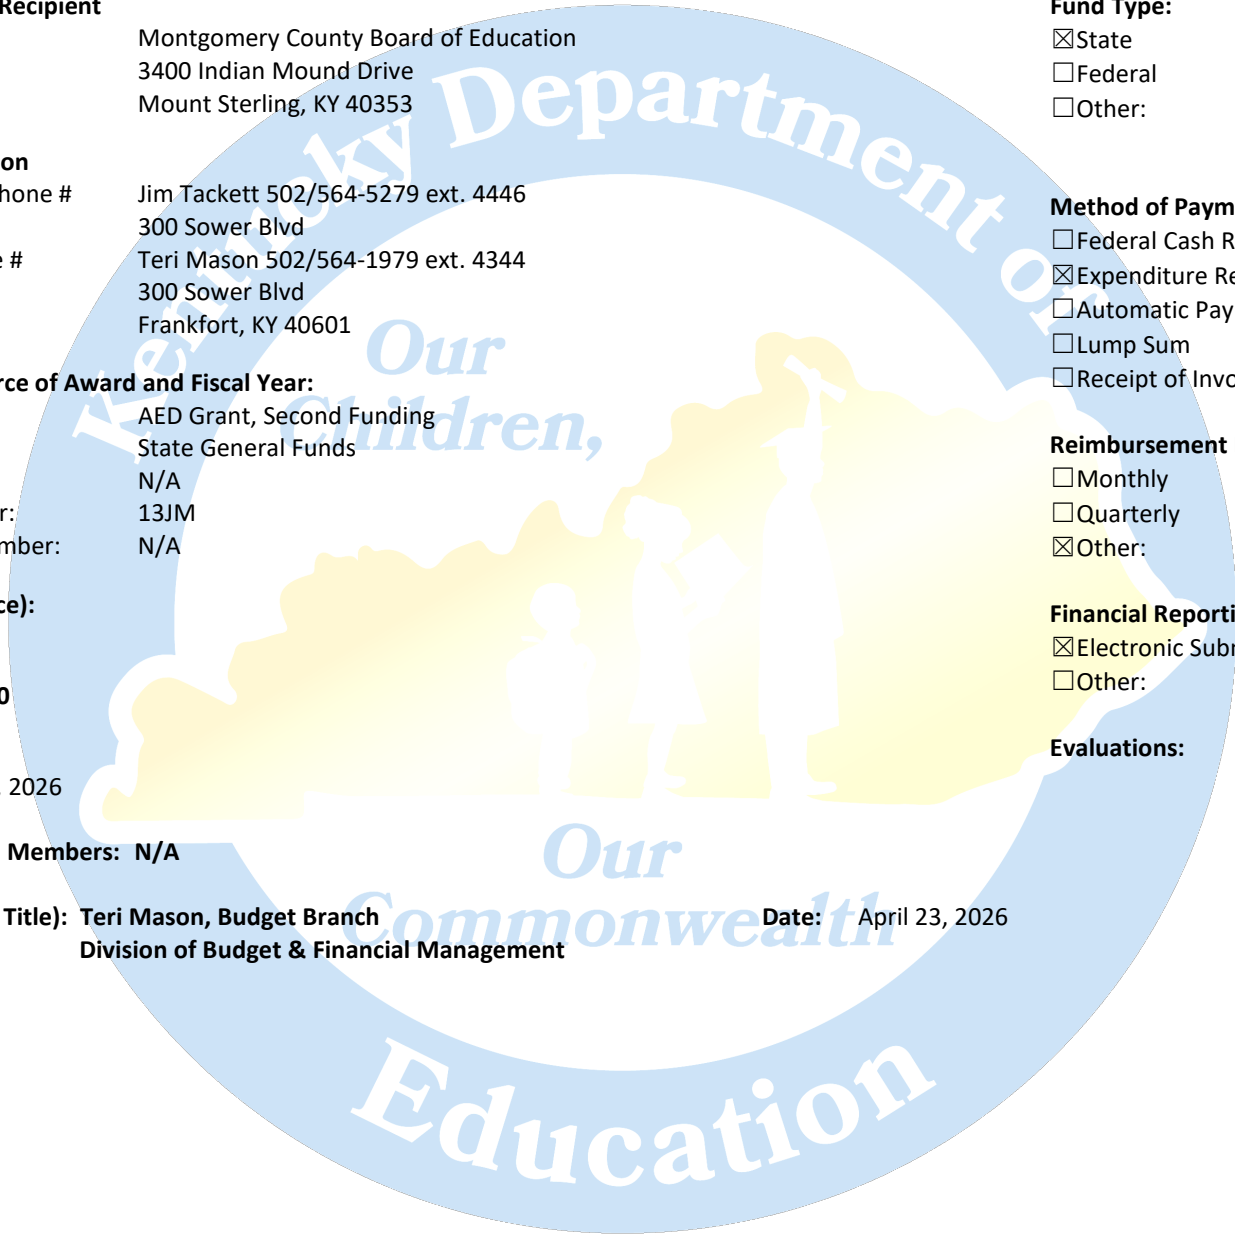 Recipient
Montgomery County Board of Education
3400 Indian Mound Drive
Mount Sterling, KY 40353
on
hone # Jim Tackett 502/564-5279 ext. 4446
300 Sower Blvd
e # Teri Mason 502/564-1979 ext. 4344
300 Sower Blvd
Frankfort, KY 40601
rce of Award and Fiscal Year:
AED Grant, Second Funding
State General Funds
N/A
r: 13JM
mber: N/A
ce):
0
, 2026
Members: N/A
Title): Teri Mason, Budget Branch Date: April 23, 2026
Division of Budget & Financial Management
Fund Type:
☒State
☐Federal
☐Other:
Method of Paym
☐Federal Cash R
☒Expenditure Re
☐Automatic Pay
☐Lump Sum
☐Receipt of Invo
Reimbursement
☐Monthly
☐Quarterly
☒Other:
Financial Reporti
☒Electronic Subm
☐Other:
Evaluations:
Kentucky Department of
Education
Our
Children,
Our
Commonwealth